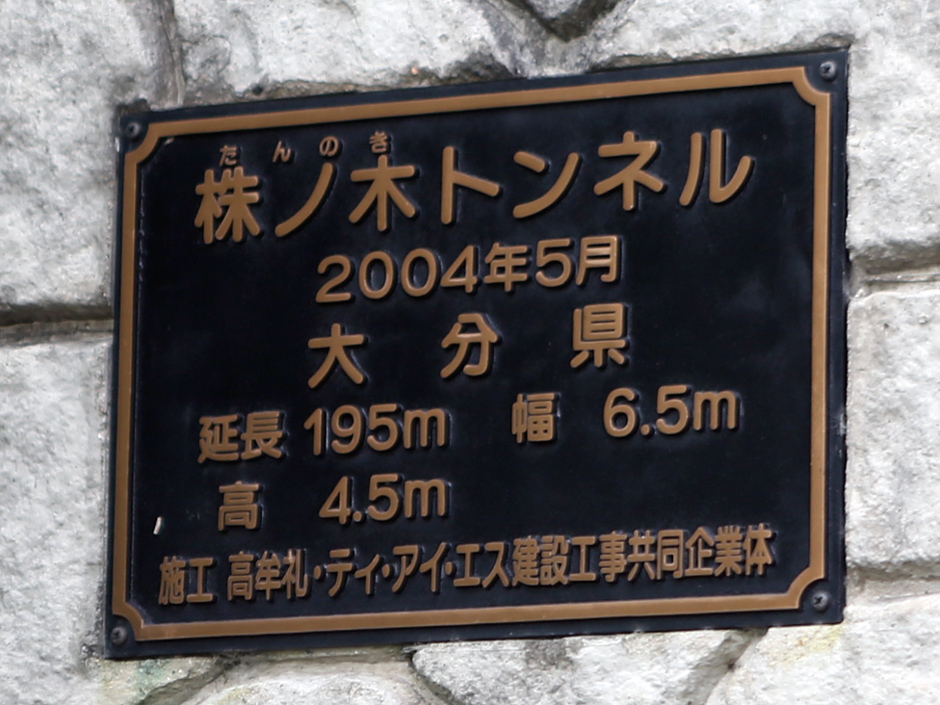 たんのき
株ノ木トンネル
2004年5月
大分県
延長 195m 幅 6.5m
高 4.5m
施工 高牟礼・ティ・アイ・エス建設工事共同企業体